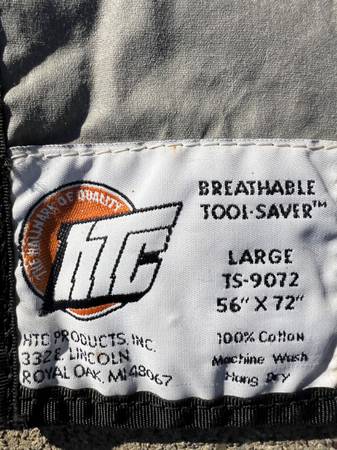 THE HALLMARK OF QUALITY
HTC
BREATHABLE
TOOL-SAVER™
LARGE
TS-9072
56" X 72"
HTC PRODUCTS, INC.
332 E. LINCOLN
ROYAL OAK, MI 48067
100% Cotton
Machine Wash
Hang Dry